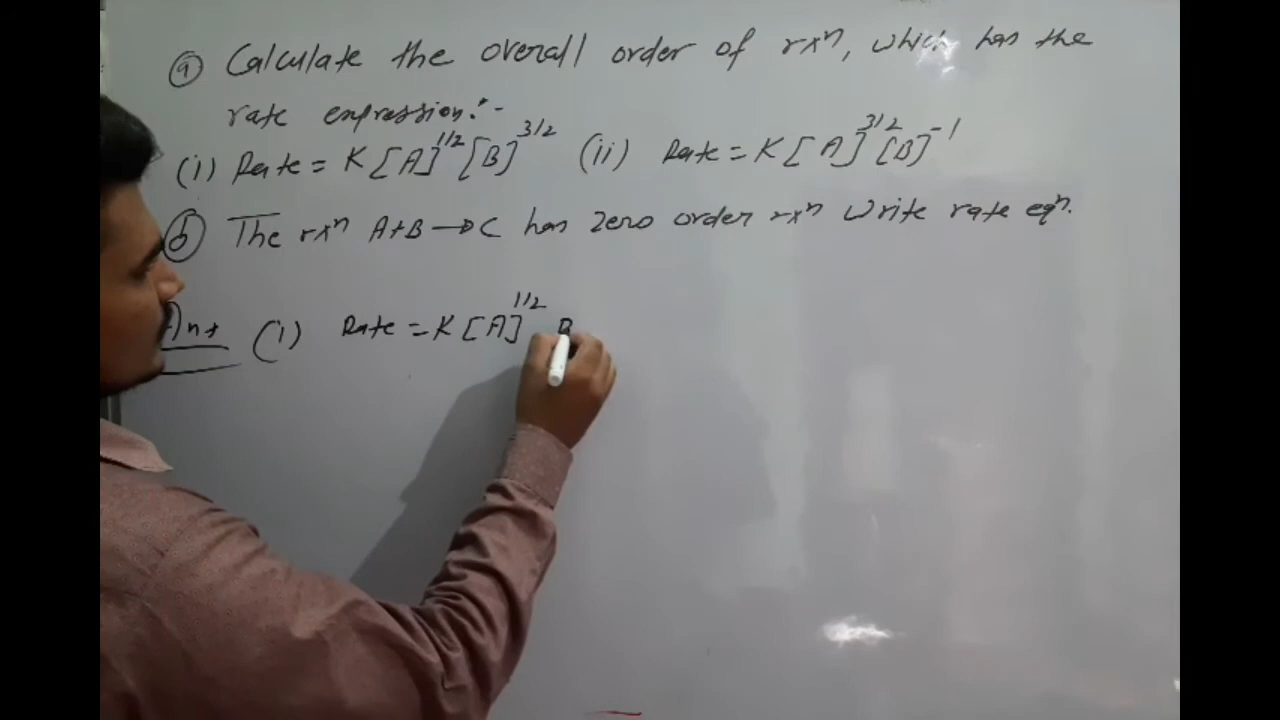 (a) Calculate the overall order of rxⁿ, which has the
rate expression:-
(i) Rate = K[A]^1/2 [B]^3/2 (ii) Rate = K[A]^3/2 [B]^-1
(b) The rxⁿ A+B → C has zero order rxⁿ write rate eqⁿ.
Ans (i) Rate = K[A]^1/2 B